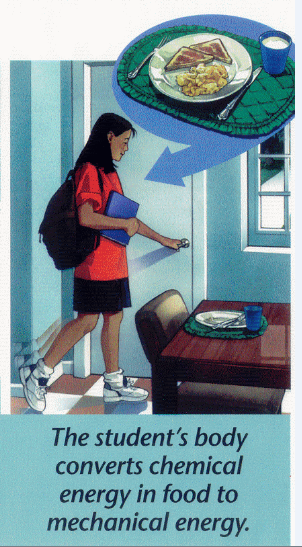 The student's body
converts chemical
energy in food to
mechanical energy.